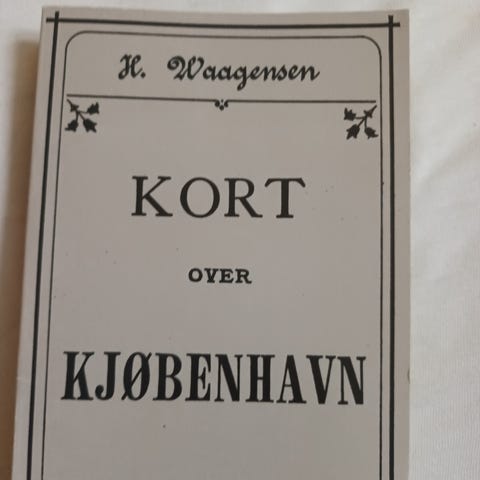 H. Waagensen
KORT
OVER
KJØBENHAVN